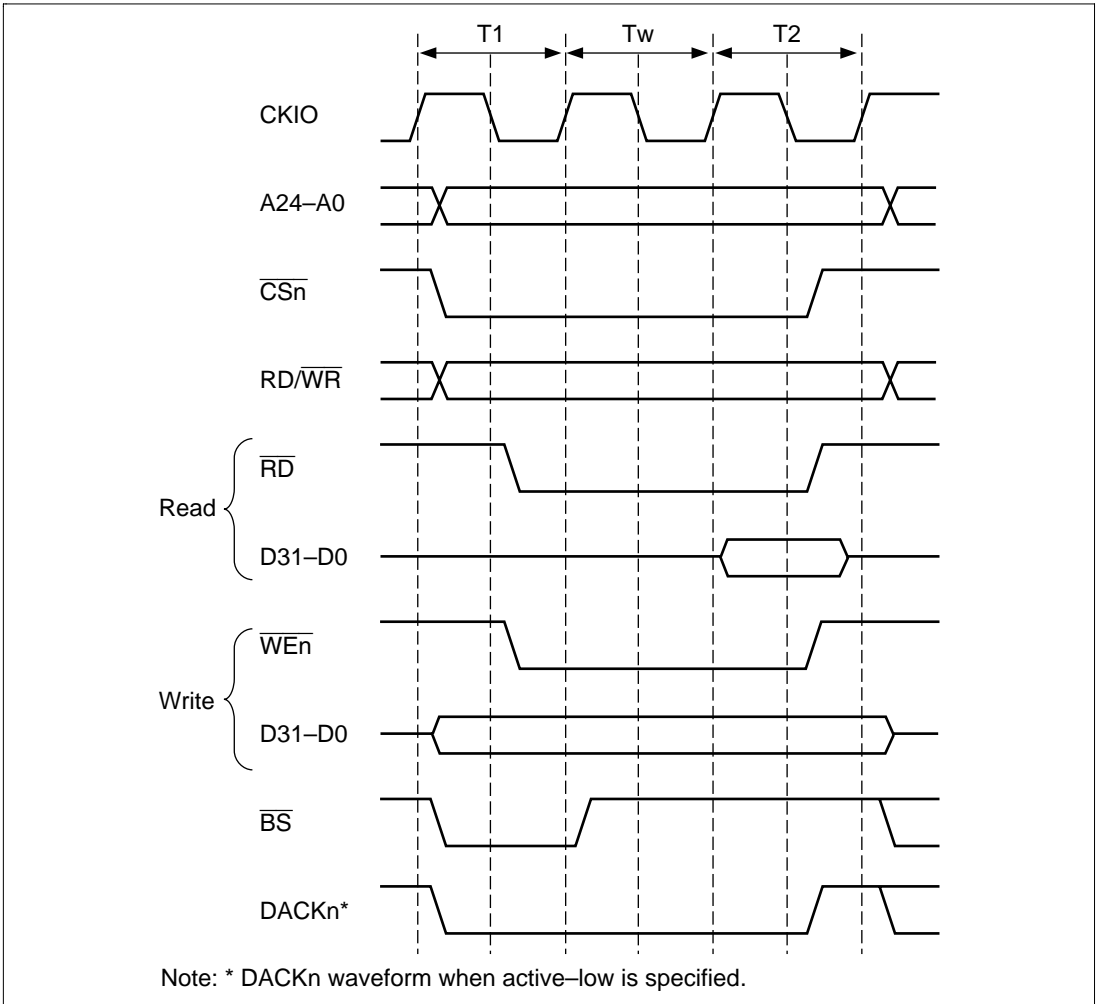 T1 Tw T2
CKIO
A24–A0
CSn
RD/WR
RD
Read
D31–D0
WEn
Write
D31–D0
BS
DACKn*
Note: * DACKn waveform when active–low is specified.